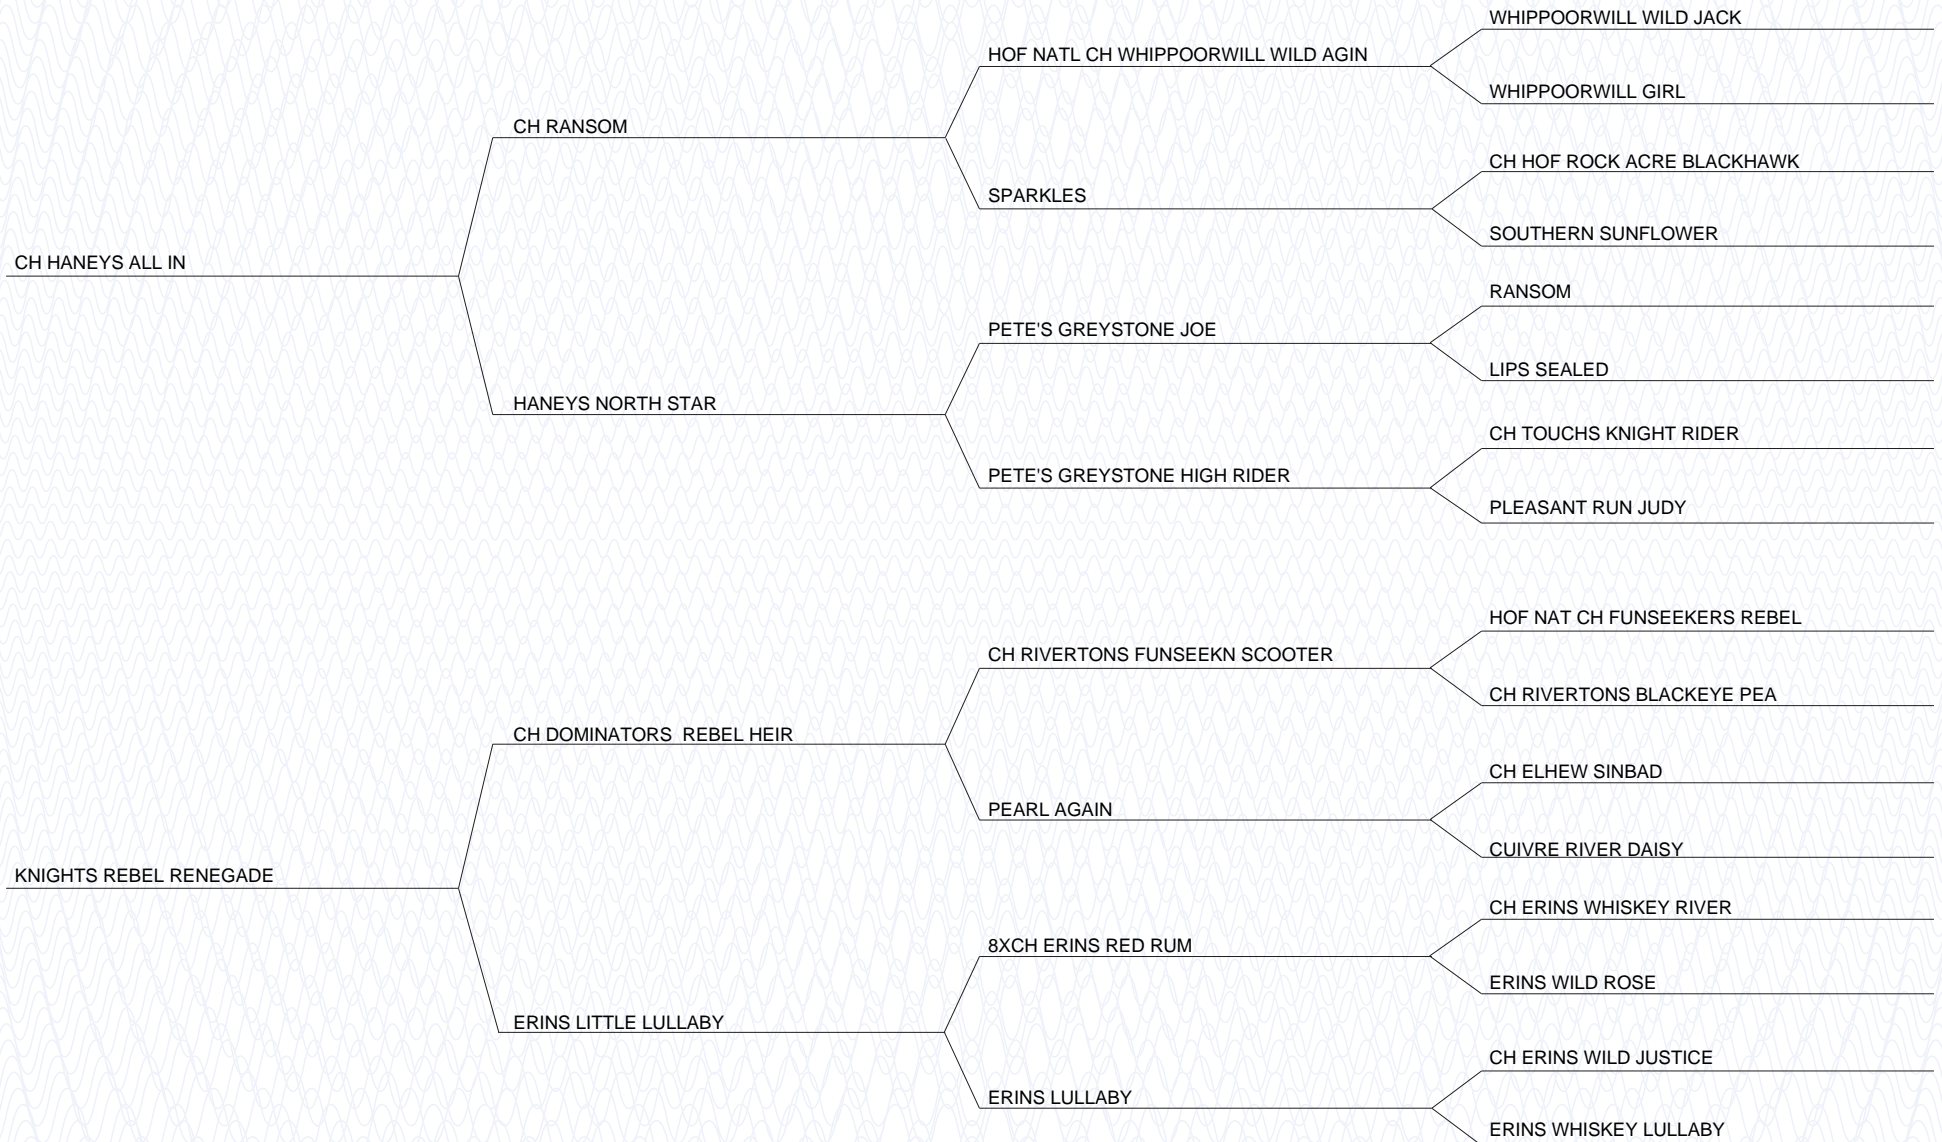 WHIPPOORWILL WILD JACK
HOF NATL CH WHIPPOORWILL WILD AGIN
WHIPPOORWILL GIRL
CH RANSOM
CH HOF ROCK ACRE BLACKHAWK
SPARKLES
SOUTHERN SUNFLOWER
CH HANEYS ALL IN
RANSOM
PETE'S GREYSTONE JOE
LIPS SEALED
HANEYS NORTH STAR
CH TOUCHS KNIGHT RIDER
PETE'S GREYSTONE HIGH RIDER
PLEASANT RUN JUDY
HOF NAT CH FUNSEEKERS REBEL
CH RIVERTONS FUNSEEKN SCOOTER
CH RIVERTONS BLACKEYE PEA
CH DOMINATORS  REBEL HEIR
CH ELHEW SINBAD
PEARL AGAIN
CUIVRE RIVER DAISY
KNIGHTS REBEL RENEGADE
CH ERINS WHISKEY RIVER
8XCH ERINS RED RUM
ERINS WILD ROSE
ERINS LITTLE LULLABY
CH ERINS WILD JUSTICE
ERINS LULLABY
ERINS WHISKEY LULLABY